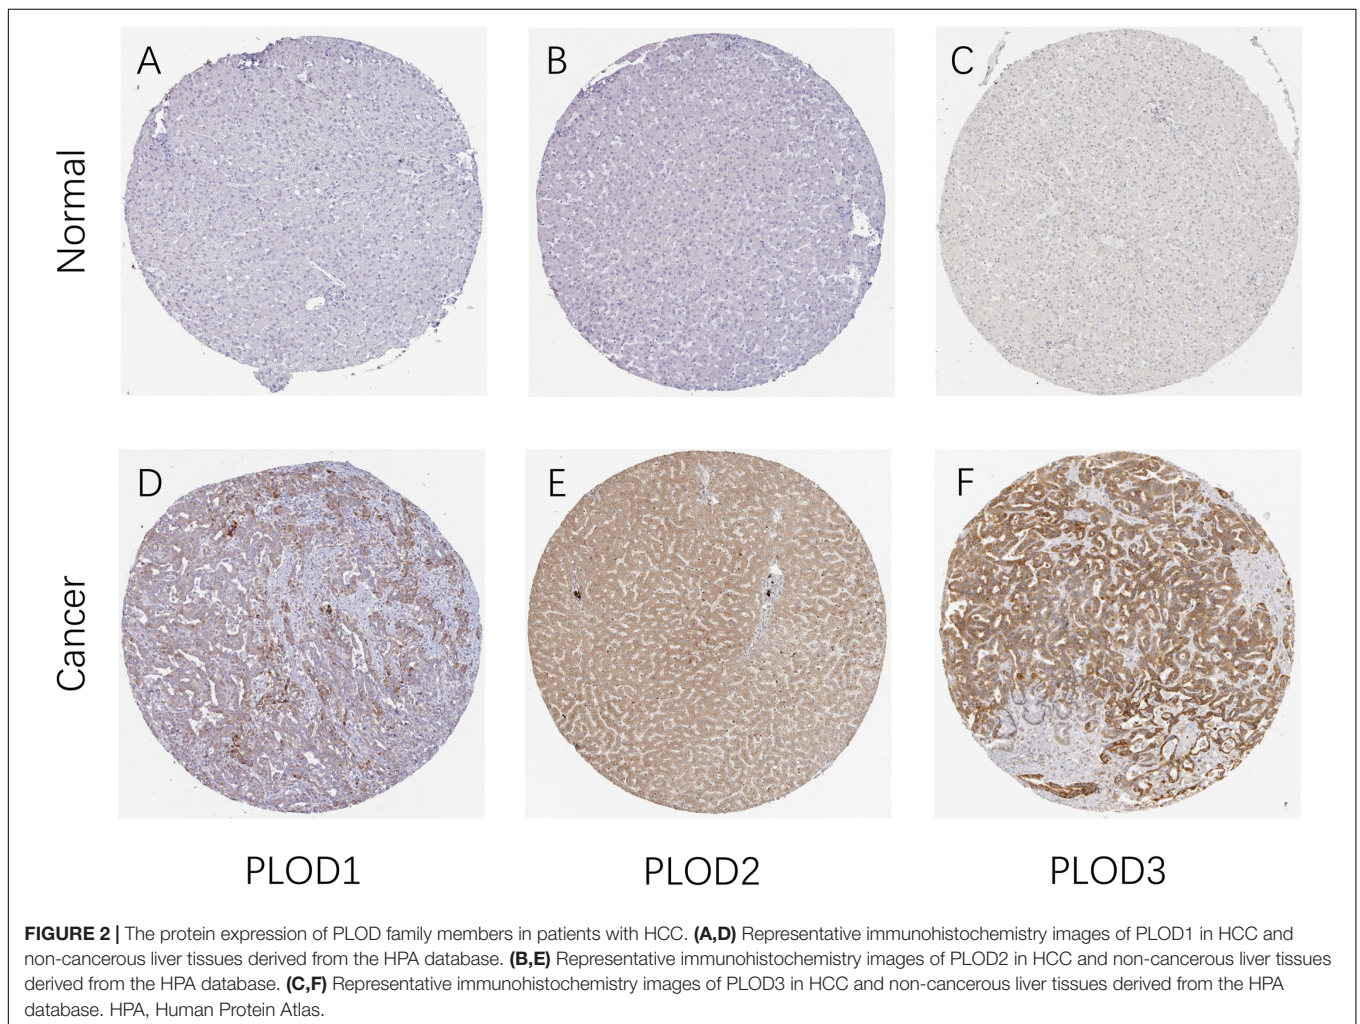 A
B
C
Normal
D
E
F
Cancer
PLOD1
PLOD2
PLOD3
FIGURE 2 | The protein expression of PLOD family members in patients with HCC. (A,D) Representative immunohistochemistry images of PLOD1 in HCC and
non-cancerous liver tissues derived from the HPA database. (B,E) Representative immunohistochemistry images of PLOD2 in HCC and non-cancerous liver tissues
derived from the HPA database. (C,F) Representative immunohistochemistry images of PLOD3 in HCC and non-cancerous liver tissues derived from the HPA
database. HPA, Human Protein Atlas.